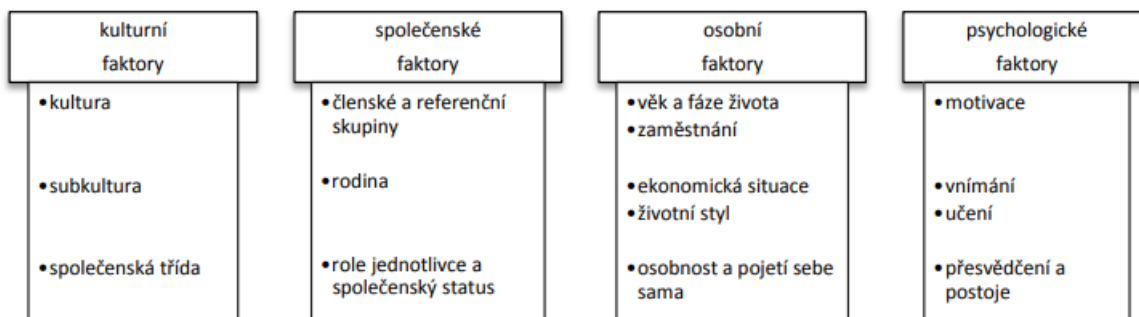 kulturní
faktory
•kultura
•subkultura
•společenská třída
společenské
faktory
•členské a referenční
skupiny
•rodina
•role jednotlivce a
společenský status
osobní
faktory
•věk a fáze života
•zaměstnání
•ekonomická situace
•životní styl
•osobnost a pojetí sebe
sama
psychologické
faktory
•motivace
•vnímání
•učení
•přesvědčení a
postoje